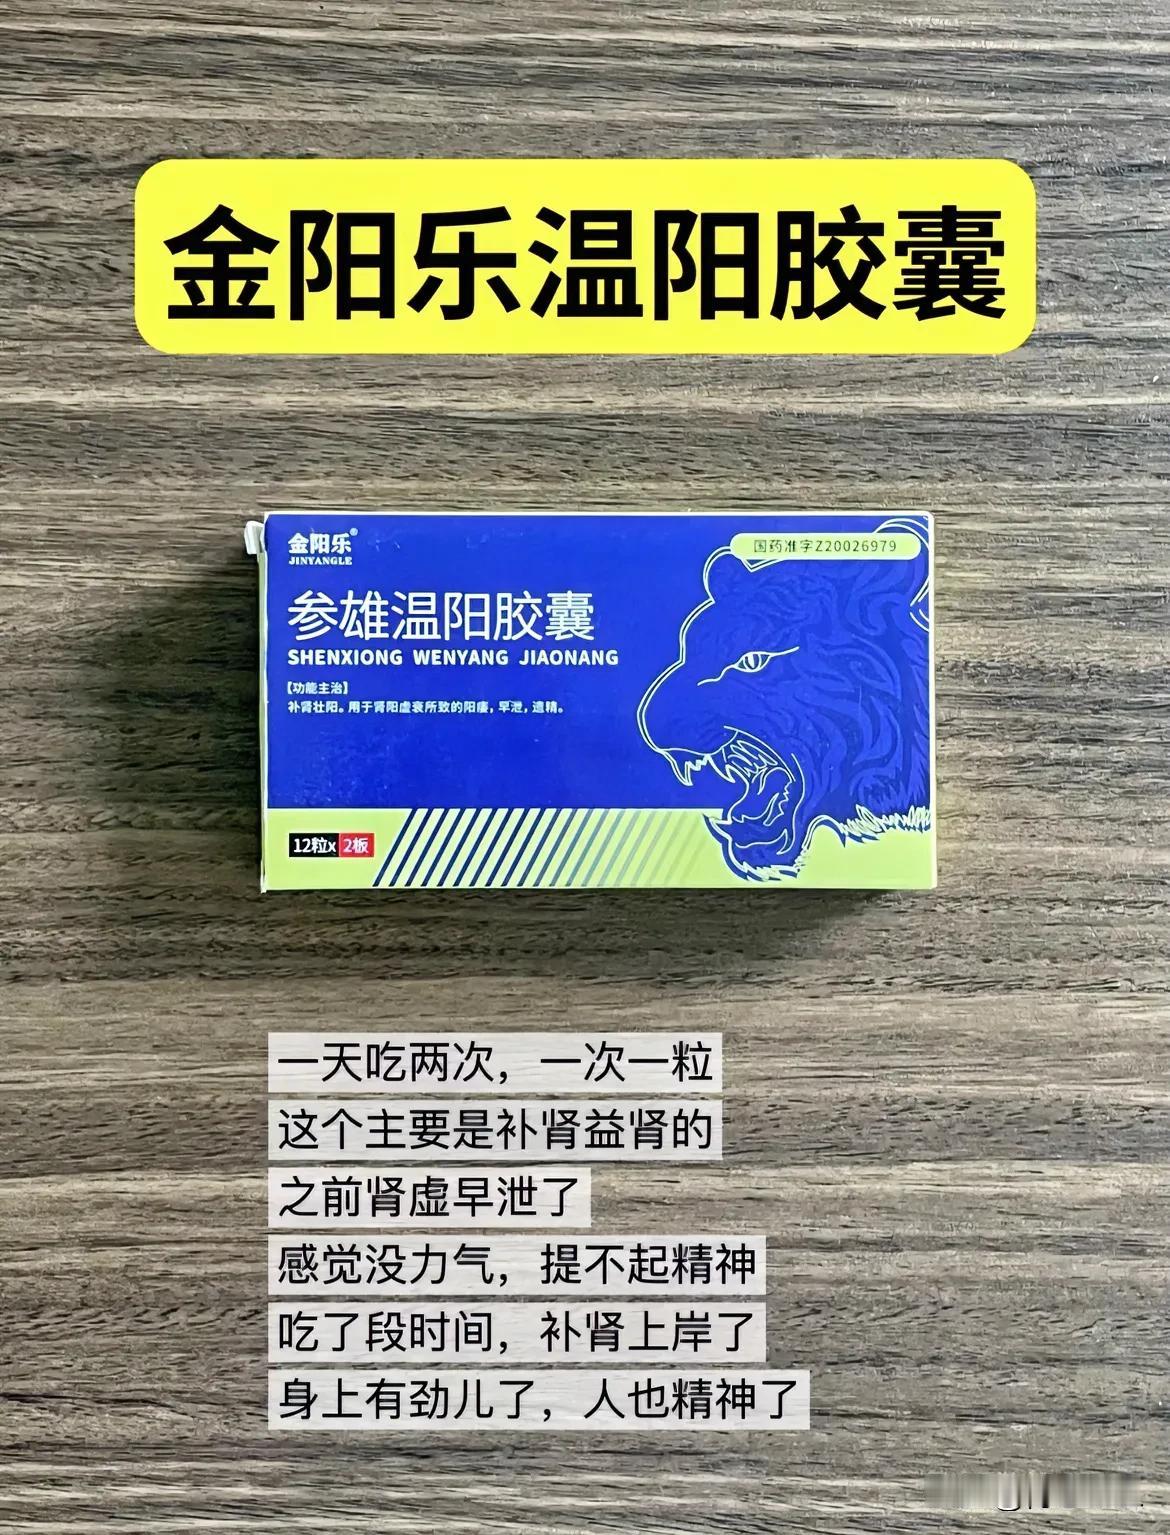 金阳乐温阳胶囊
金阳乐®
JINYANGLE
国药准字Z20026979
参雄温阳胶囊
SHENXIONG WENYANG JIAONANG
【功能主治】
补肾壮阳。用于肾阳虚衰所致的阳痿，早泄，遗精。
12粒x 2板
一天吃两次，一次一粒
这个主要是补肾益肾的
之前肾虚早泄了
感觉没力气，提不起精神
吃了段时间，补肾上岸了
身上有劲儿了，人也精神了